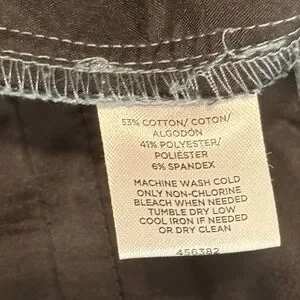 53% COTTON/ COTON/
ALGODÓN
41% POLYESTER/
POLIÉSTER
6% SPANDEX
MACHINE WASH COLD
ONLY NON-CHLORINE
BLEACH WHEN NEEDED
TUMBLE DRY LOW
COOL IRON IF NEEDED
OR DRY CLEAN
456382